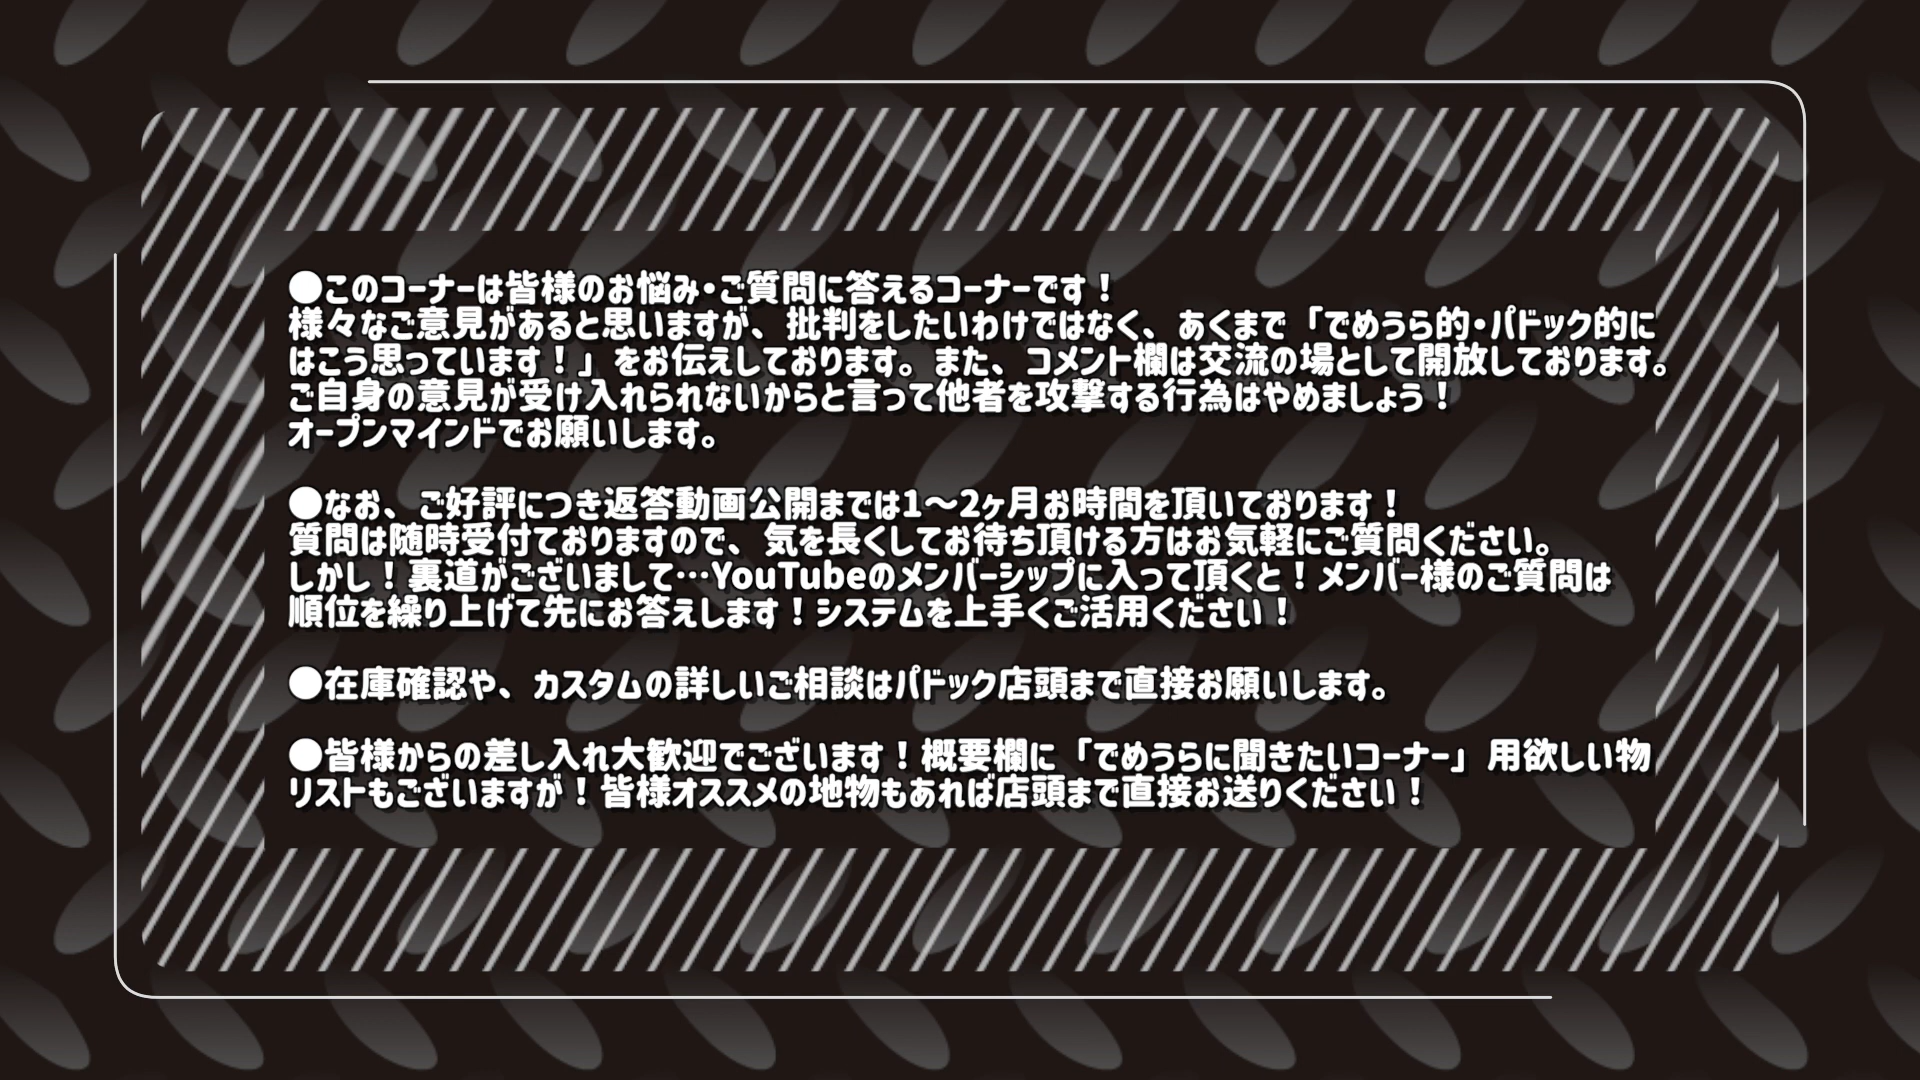 ●このコーナーは皆様のお悩み・ご質問に答えるコーナーです！
様々なご意見があると思いますが、批判をしたいわけではなく、あくまで「でめうら的・パドック的に
はこう思っています！」をお伝えしております。また、コメント欄は交流の場として開放しております。
ご自身の意見が受け入れられないからと言って他者を攻撃する行為はやめましょう！
オープンマインドでお願いします。
●なお、ご好評につき返答動画公開までは1～2ヶ月お時間を頂いております！
質問は随時受付ておりますので、気を長くしてお待ち頂ける方はお気軽にご質問ください。
しかし！裏道がございまして…YouTubeのメンバーシップに入って頂くと！メンバー様のご質問は
順位を繰り上げて先にお答えします！システムを上手くご活用ください！
●在庫確認や、カスタムの詳しいご相談はパドック店頭まで直接お願いします。
●皆様からの差し入れ大歓迎でございます！概要欄に「でめうらに聞きたいコーナー」用欲しい物
リストもございますが！皆様オススメの地物もあれば店頭まで直接お送りください！